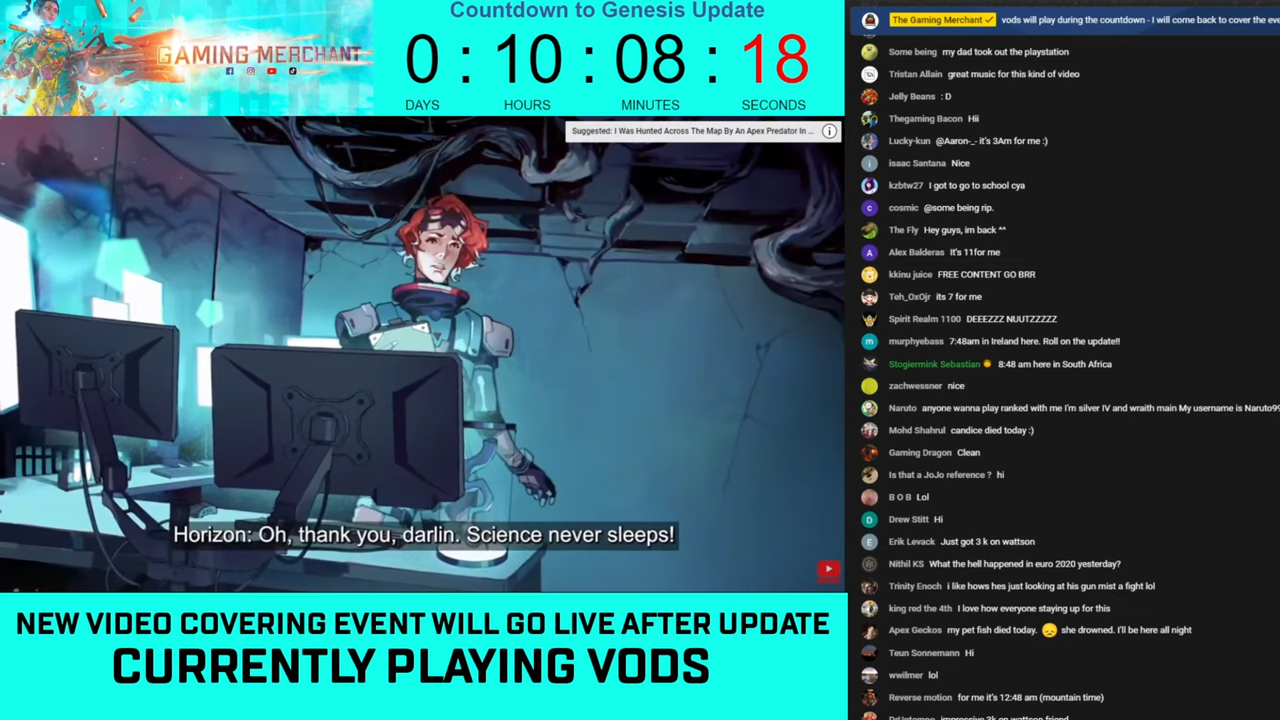 Countdown to Genesis Update
0 : 10 : 08 : 18
DAYS HOURS MINUTES SECONDS
GAMING MERCHANT
Suggested: I Was Hunted Across The Map By An Apex Predator In ...
Horizon: Oh, thank you, darlin. Science never sleeps!
NEW VIDEO COVERING EVENT WILL GO LIVE AFTER UPDATE
CURRENTLY PLAYING VODS
The Gaming Merchant vods will play during the countdown - I will come back to cover the eve
Some being my dad took out the playstation
Tristan Allain great music for this kind of video
Jelly Beans : D
Thegaming Bacon Hii
Lucky-kun @Aaron-_- it's 3Am for me :)
isaac Santana Nice
kzbtw27 I got to go to school cya
cosmic @some being rip.
The Fly Hey guys, im back ^^
Alex Balderas It's 11for me
kkinu juice FREE CONTENT GO BRR
Teh_OxOjr its 7 for me
Spirit Realm 1100 DEEEZZZ NUUTZZZZZ
murphyebass 7:48am in Ireland here. Roll on the update!!
Stogiermink Sebastian 8:48 am here in South Africa
zachwessner nice
Naruto anyone wanna play ranked with me I'm silver IV and wraith main My username is Naruto99
Mohd Shahrul candice died today :)
Gaming Dragon Clean
Is that a JoJo reference ? hi
B O B Lol
Drew Stitt Hi
Erik Levack Just got 3 k on wattson
Nithil KS What the hell happened in euro 2020 yesterday?
Trinity Enoch i like hows hes just looking at his gun mist a fight lol
king red the 4th I love how everyone staying up for this
Apex Geckos my pet fish died today. 😞 she drowned. I'll be here all night
Teun Sonnemann Hi
wwilmer lol
Reverse motion for me it's 12:48 am (mountain time)
impressive 3k on wattson friend